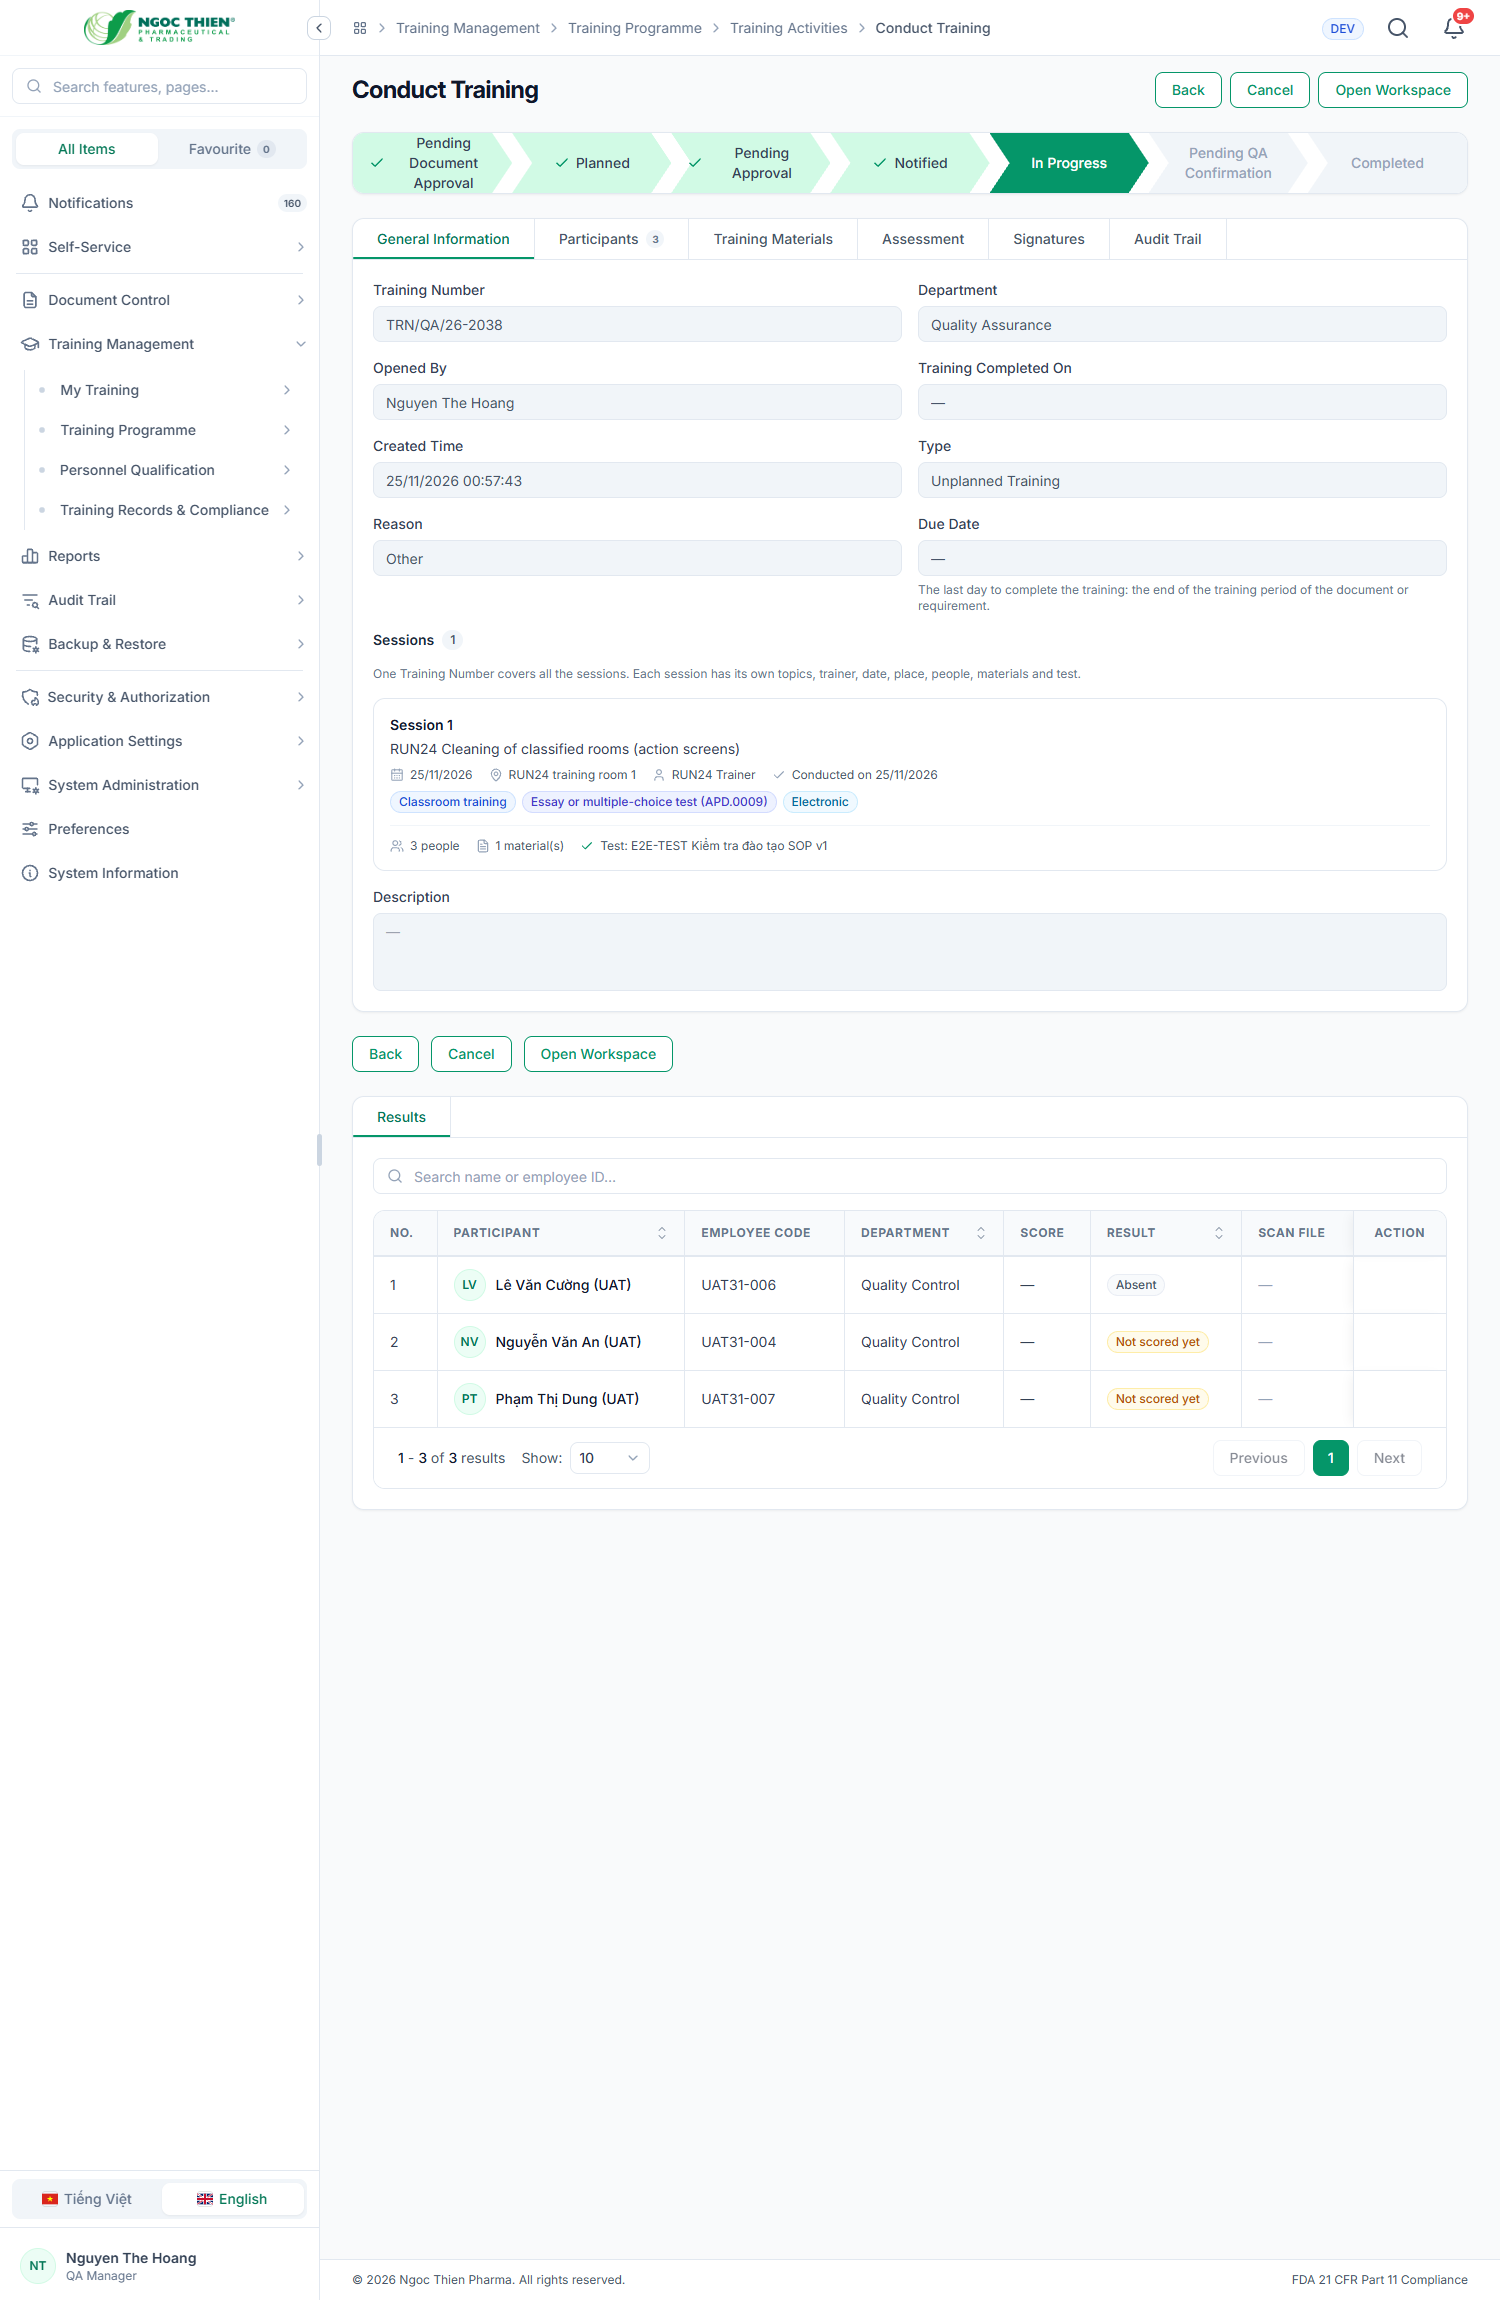 NGOC THIEN®
PHARMACEUTICAL
& TRADING
Search features, pages...
All Items
Favourite 0
Notifications 160
Self-Service
Document Control
Training Management
My Training
Training Programme
Personnel Qualification
Training Records & Compliance
Reports
Audit Trail
Backup & Restore
Security & Authorization
Application Settings
System Administration
Preferences
System Information
Tiếng Việt
English
NT
Nguyen The Hoang
QA Manager
Training Management
Training Programme
Training Activities
Conduct Training
DEV
9+
Conduct Training
Back
Cancel
Open Workspace
Pending
Document
Approval
Planned
Pending
Approval
Notified
In Progress
Pending QA
Confirmation
Completed
General Information
Participants 3
Training Materials
Assessment
Signatures
Audit Trail
Training Number
TRN/QA/26-2038
Department
Quality Assurance
Opened By
Nguyen The Hoang
Training Completed On
—
Created Time
25/11/2026 00:57:43
Type
Unplanned Training
Reason
Other
Due Date
—
The last day to complete the training: the end of the training period of the document or
requirement.
Sessions 1
One Training Number covers all the sessions. Each session has its own topics, trainer, date, place, people, materials and test.
Session 1
RUN24 Cleaning of classified rooms (action screens)
25/11/2026 RUN24 training room 1 RUN24 Trainer Conducted on 25/11/2026
Classroom training Essay or multiple-choice test (APD.0009) Electronic
3 people 1 material(s) Test: E2E-TEST Kiểm tra đào tạo SOP v1
Description
—
Back
Cancel
Open Workspace
Results
Search name or employee ID...
NO. PARTICIPANT EMPLOYEE CODE DEPARTMENT SCORE RESULT SCAN FILE ACTION
1 LV Lê Văn Cường (UAT) UAT31-006 Quality Control — Absent —
2 NV Nguyễn Văn An (UAT) UAT31-004 Quality Control — Not scored yet —
3 PT Phạm Thị Dung (UAT) UAT31-007 Quality Control — Not scored yet —
1 - 3 of 3 results Show: 10
Previous 1 Next
© 2026 Ngoc Thien Pharma. All rights reserved.
FDA 21 CFR Part 11 Compliance